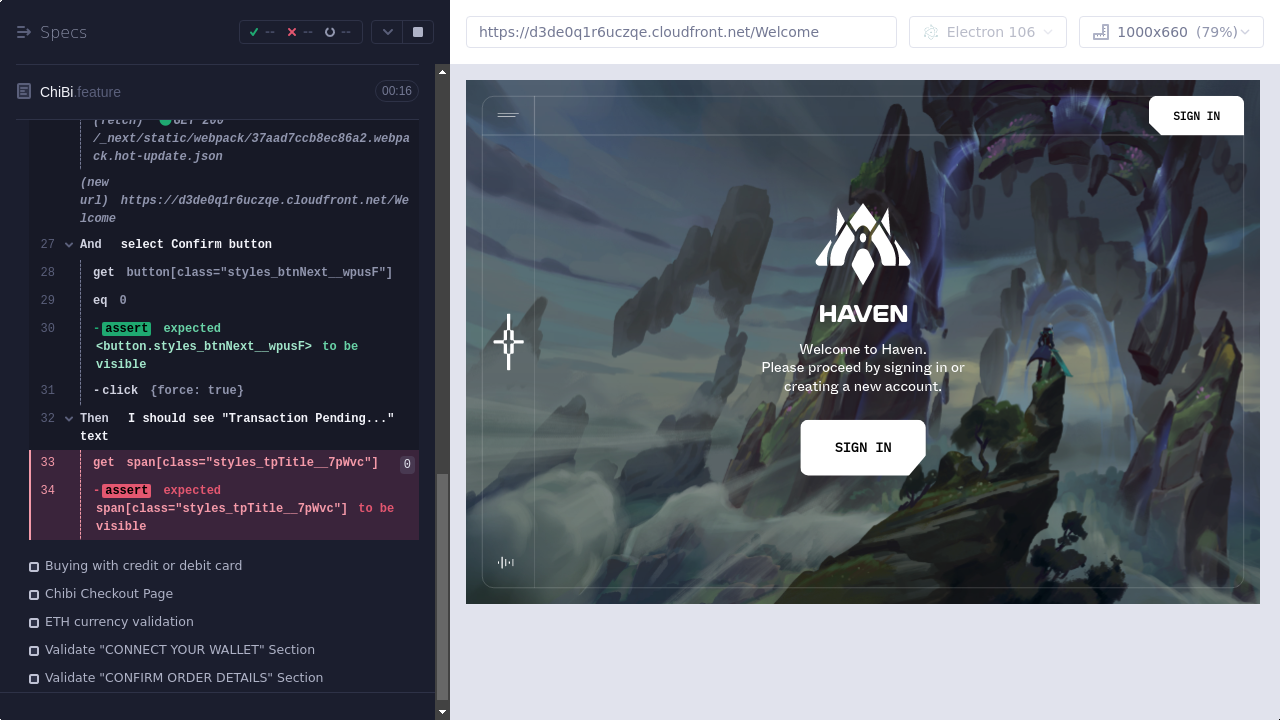 Specs
--
--
--
https://d3de0q1r6uczqe.cloudfront.net/Welcome
Electron 106
1000x660 (79%)
ChiBi.feature
00:16
(fetch) GET 200
/_next/static/webpack/37aad7ccb8ec86a2.webpa
ck.hot-update.json
(new
url) https://d3de0q1r6uczqe.cloudfront.net/We
lcome
27 And select Confirm button
28 get button[class="styles_btnNext__wpusF"]
29 eq 0
30 -assert expected
<button.styles_btnNext__wpusF> to be
visible
31 -click {force: true}
32 Then I should see "Transaction Pending..."
text
33 get span[class="styles_tpTitle__7pWvc"] 0
34 -assert expected
span[class="styles_tpTitle__7pWvc"] to be
visible
Buying with credit or debit card
Chibi Checkout Page
ETH currency validation
Validate "CONNECT YOUR WALLET" Section
Validate "CONFIRM ORDER DETAILS" Section
SIGN IN
HAVEN
Welcome to Haven.
Please proceed by signing in or
creating a new account.
SIGN IN